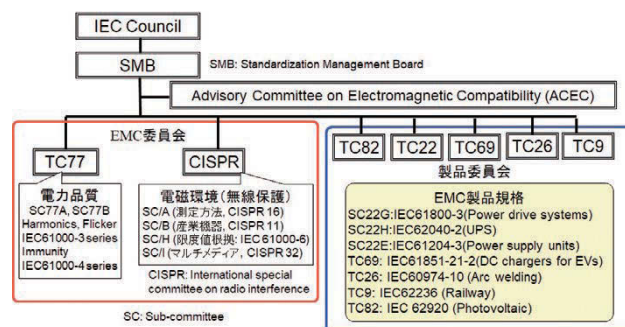 IEC Council
SMB
SMB: Standardization Management Board
Advisory Committee on Electromagnetic Compatibility (ACEC)
EMC委員会
TC77
CISPR
TC82
TC22
TC69
TC26
TC9
製品委員会
電力品質
SC77A, SC77B
Harmonics, Flicker
IEC61000-3 series
Immunity
IEC61000-4 series
電磁環境(無線保護)
SC/A (測定方法, CISPR 16)
SC/B (産業機器, CISPR 11)
SC/H (限度値根拠: IEC61000-6)
SC/I (マルチメディア, CISPR 32)
CISPR: International special
committee on radio interference
SC: Sub-committee
EMC製品規格
SC22G:IEC61800-3(Power drive systems)
SC22H:IEC62040-2(UPS)
SC22E:IEC61204-3(Power supply units)
TC69: IEC61851-21-2(DC chargers for EVs)
TC26: IEC60974-10 (Arc welding)
TC9: IEC62236 (Railway)
TC82: IEC 62920 (Photovoltaic)